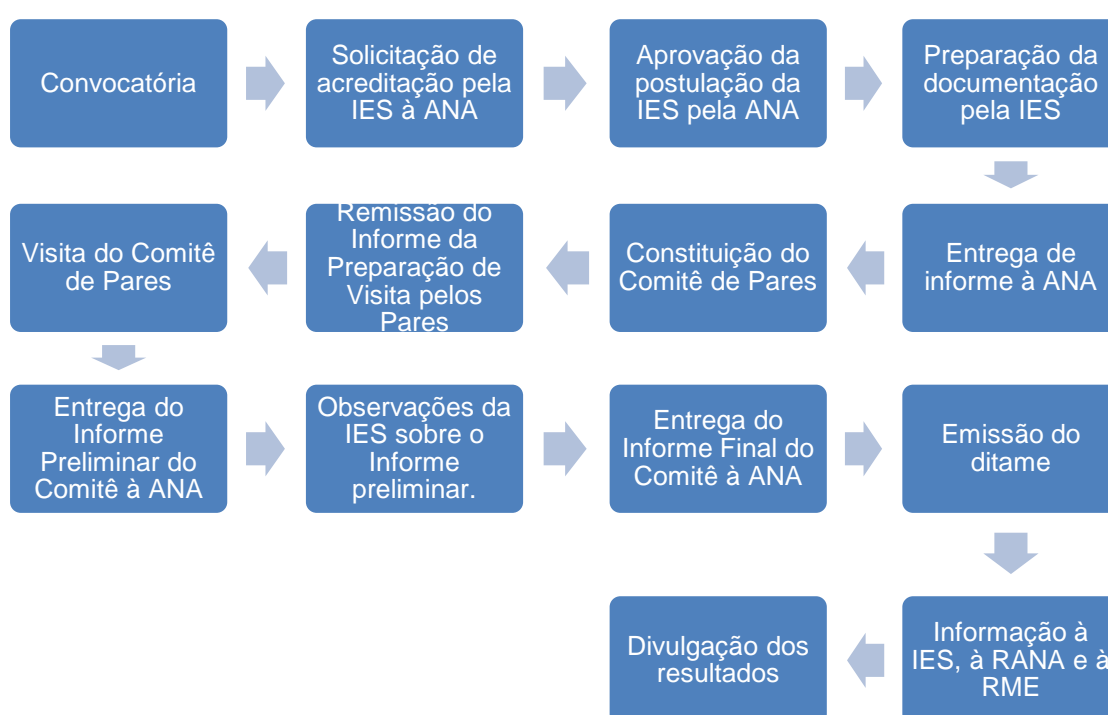 Convocatória
Solicitação de
acreditação pela
IES à ANA
Aprovação da
postulação da
IES pela ANA
Preparação da
documentação
pela IES
Entrega de
informe à ANA
Constituição do
Comitê de Pares
Remissão do
Informe da
Preparação de
Visita pelos
Pares
Visita do Comitê
de Pares
Entrega do
Informe
Preliminar do
Comitê à ANA
Observações da
IES sobre o
Informe
preliminar.
Entrega do
Informe Final do
Comitê à ANA
Emissão do
ditame
Informação à
IES, à RANA e à
RME
Divulgação dos
resultados